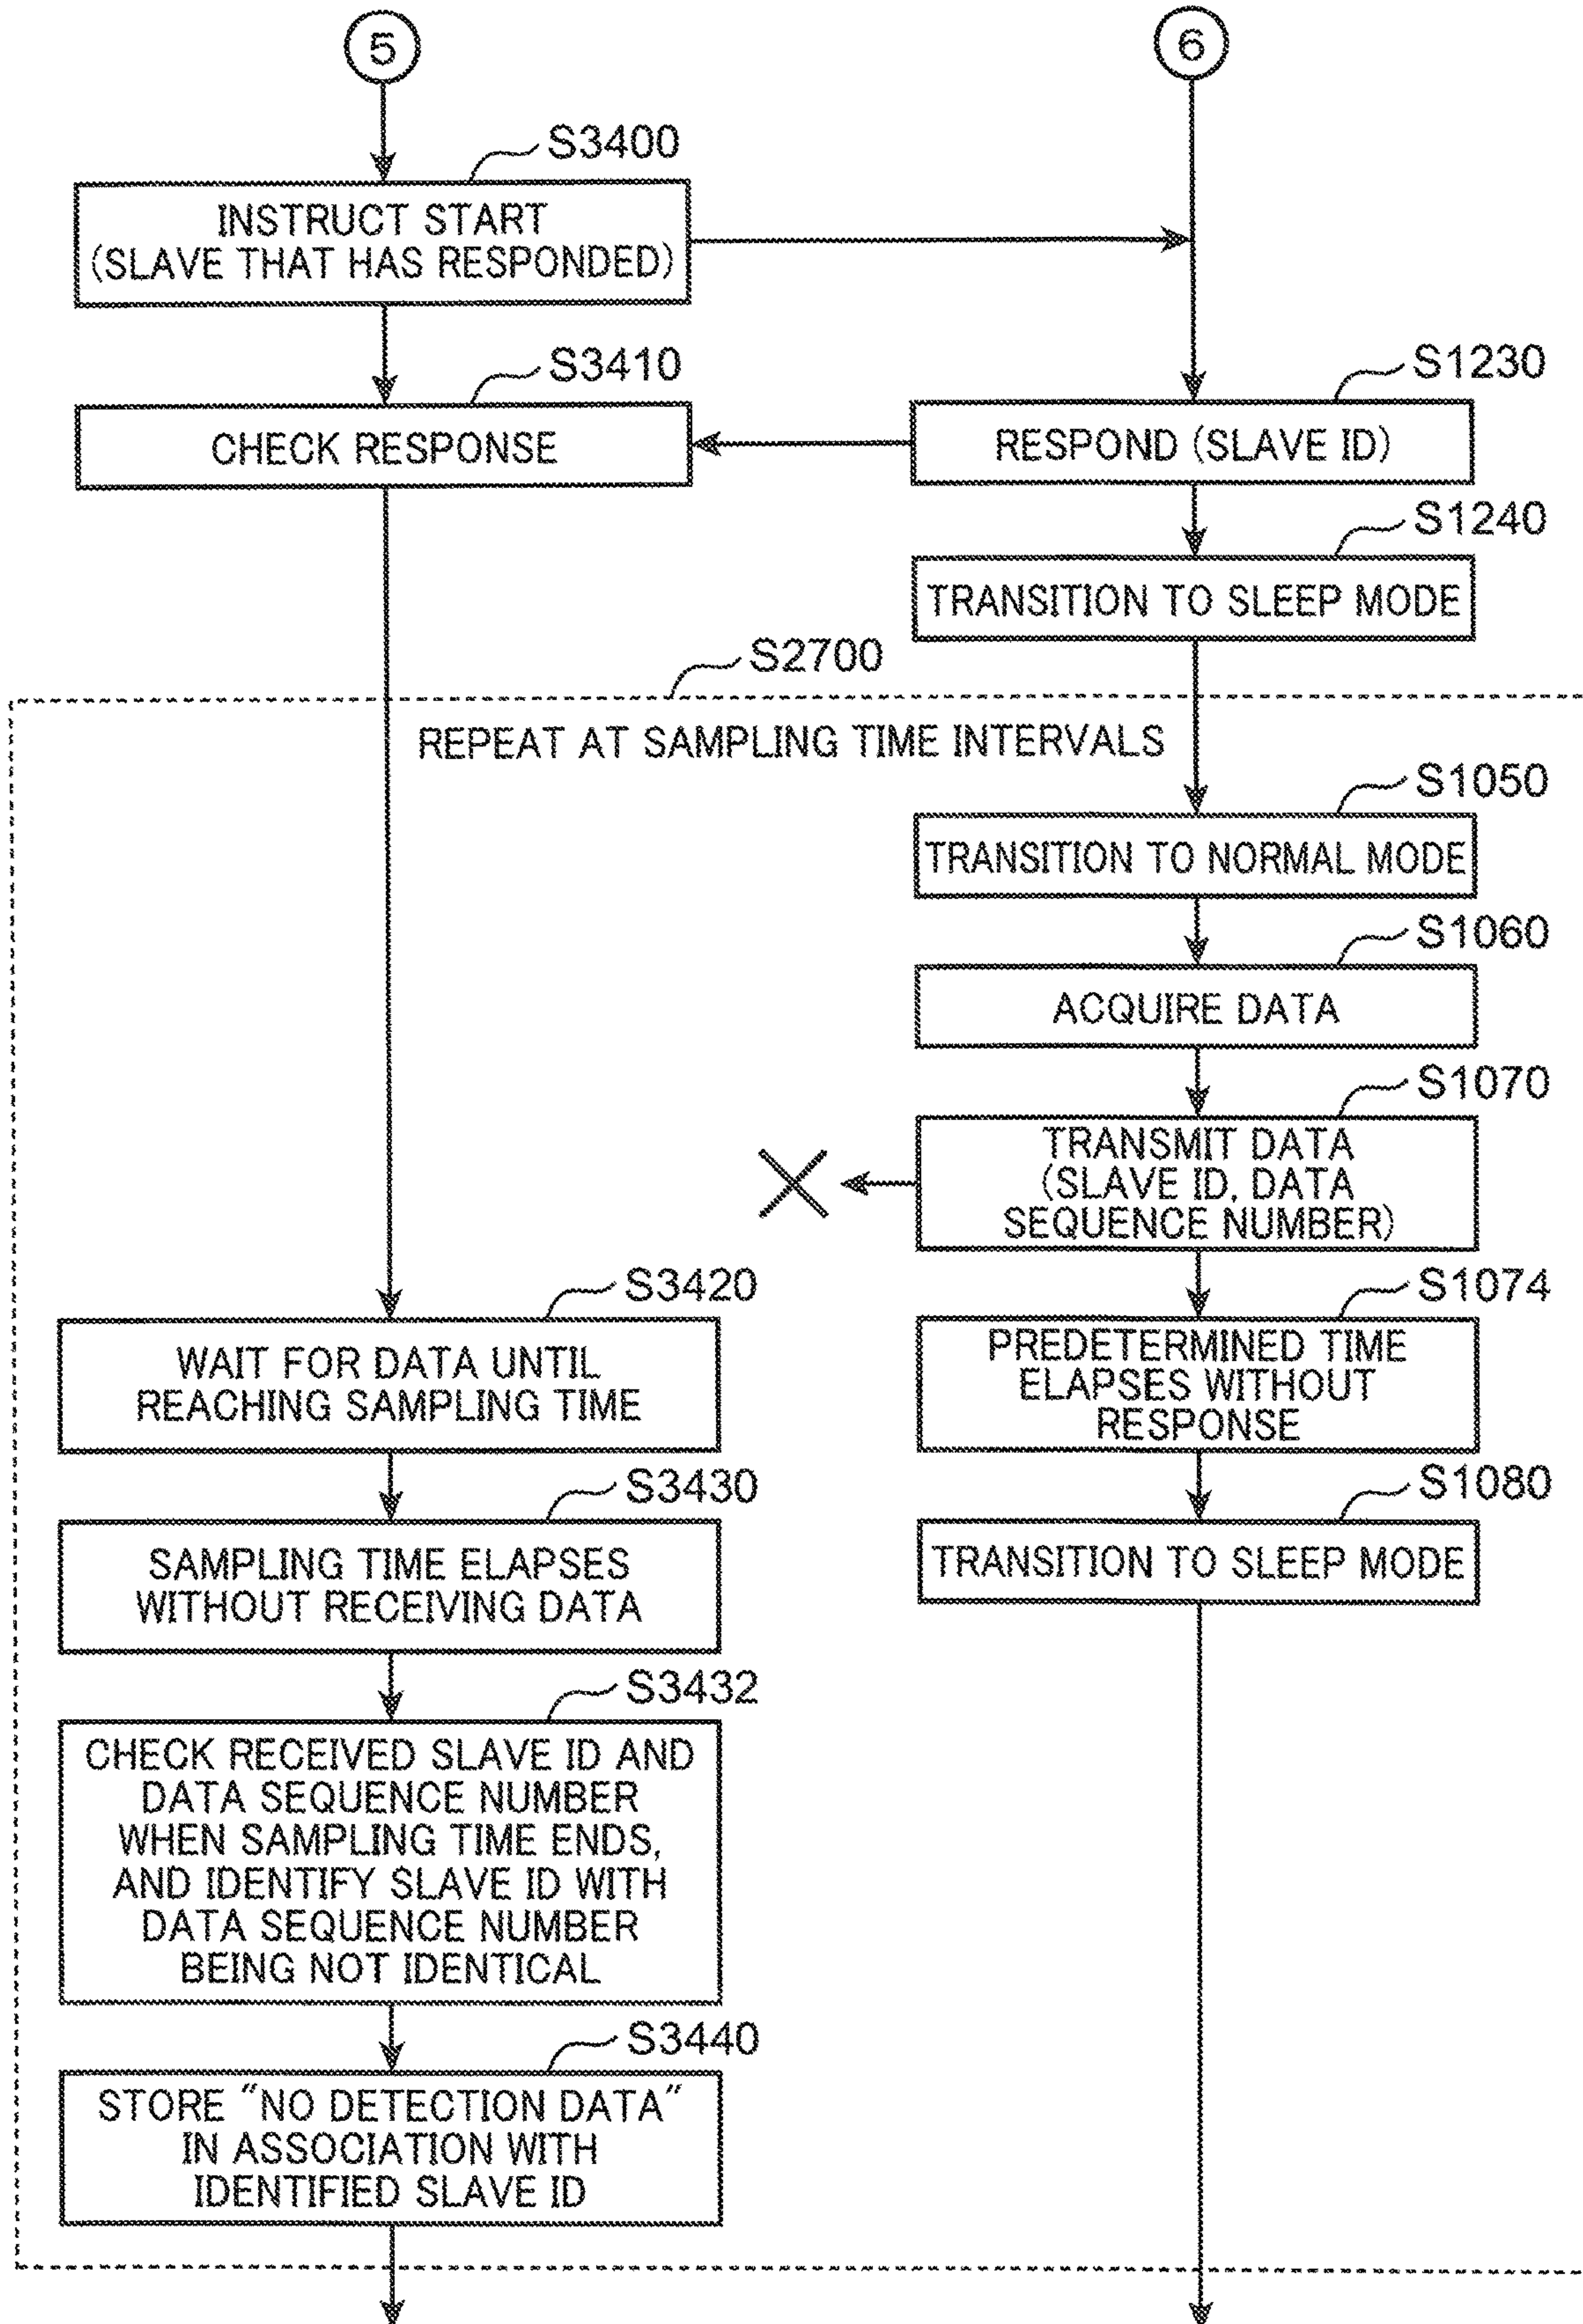 5
6
S3400
INSTRUCT START
(SLAVE THAT HAS RESPONDED)
S3410
CHECK RESPONSE
S1230
RESPOND (SLAVE ID)
S1240
TRANSITION TO SLEEP MODE
S2700
REPEAT AT SAMPLING TIME INTERVALS
S1050
TRANSITION TO NORMAL MODE
S1060
ACQUIRE DATA
S1070
TRANSMIT DATA
(SLAVE ID, DATA
SEQUENCE NUMBER)
S3420
WAIT FOR DATA UNTIL
REACHING SAMPLING TIME
S1074
PREDETERMINED TIME
ELAPSES WITHOUT
RESPONSE
S3430
SAMPLING TIME ELAPSES
WITHOUT RECEIVING DATA
S1080
TRANSITION TO SLEEP MODE
S3432
CHECK RECEIVED SLAVE ID AND
DATA SEQUENCE NUMBER
WHEN SAMPLING TIME ENDS,
AND IDENTIFY SLAVE ID WITH
DATA SEQUENCE NUMBER
BEING NOT IDENTICAL
S3440
STORE "NO DETECTION DATA"
IN ASSOCIATION WITH
IDENTIFIED SLAVE ID